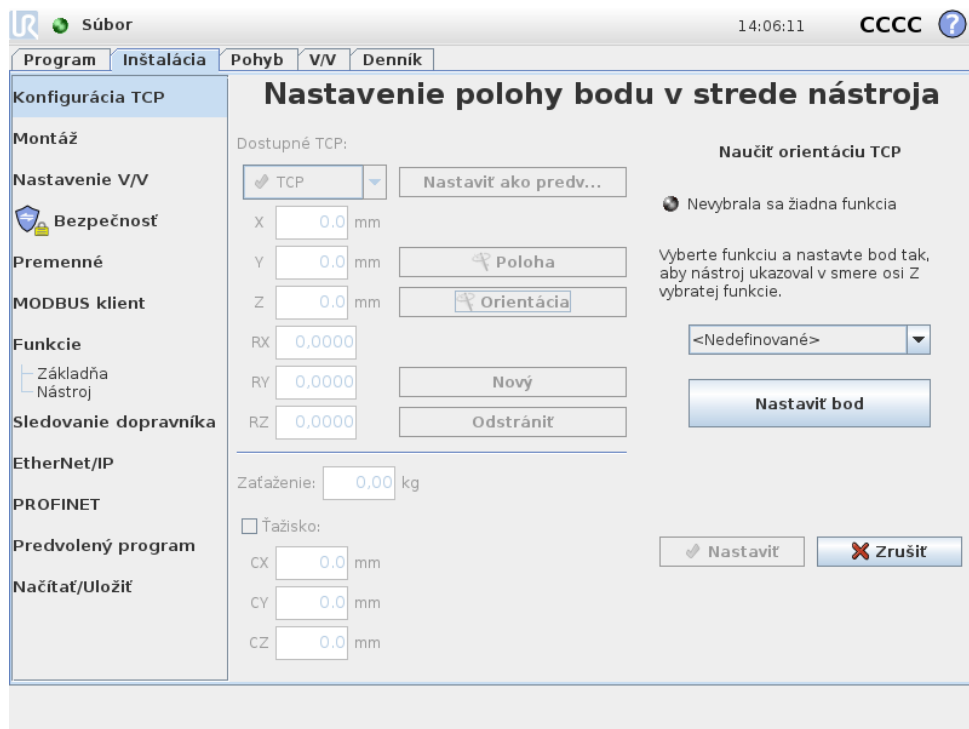 UR Súbor 14:06:11 CCCC ?
Program Inštalácia Pohyb V/V Denník
Konfigurácia TCP
Montáž
Nastavenie V/V
Bezpečnosť
Premenné
MODBUS klient
Funkcie
Základňa
Nástroj
Sledovanie dopravníka
EtherNet/IP
PROFINET
Predvolený program
Načítať/Uložiť
Nastavenie polohy bodu v strede nástroja
Dostupné TCP:
TCP Nastaviť ako predv...
X 0.0 mm
Y 0.0 mm Poloha
Z 0.0 mm Orientácia
RX 0,0000
RY 0,0000 Nový
RZ 0,0000 Odstrániť
Zaťaženie: 0,00 kg
Ťažisko:
CX 0.0 mm
CY 0.0 mm
CZ 0.0 mm
Naučiť orientáciu TCP
Nevybrala sa žiadna funkcia
Vyberte funkciu a nastavte bod tak,
aby nástroj ukazoval v smere osi Z
vybratej funkcie.
<Nedefinované>
Nastaviť bod
Nastaviť Zrušiť